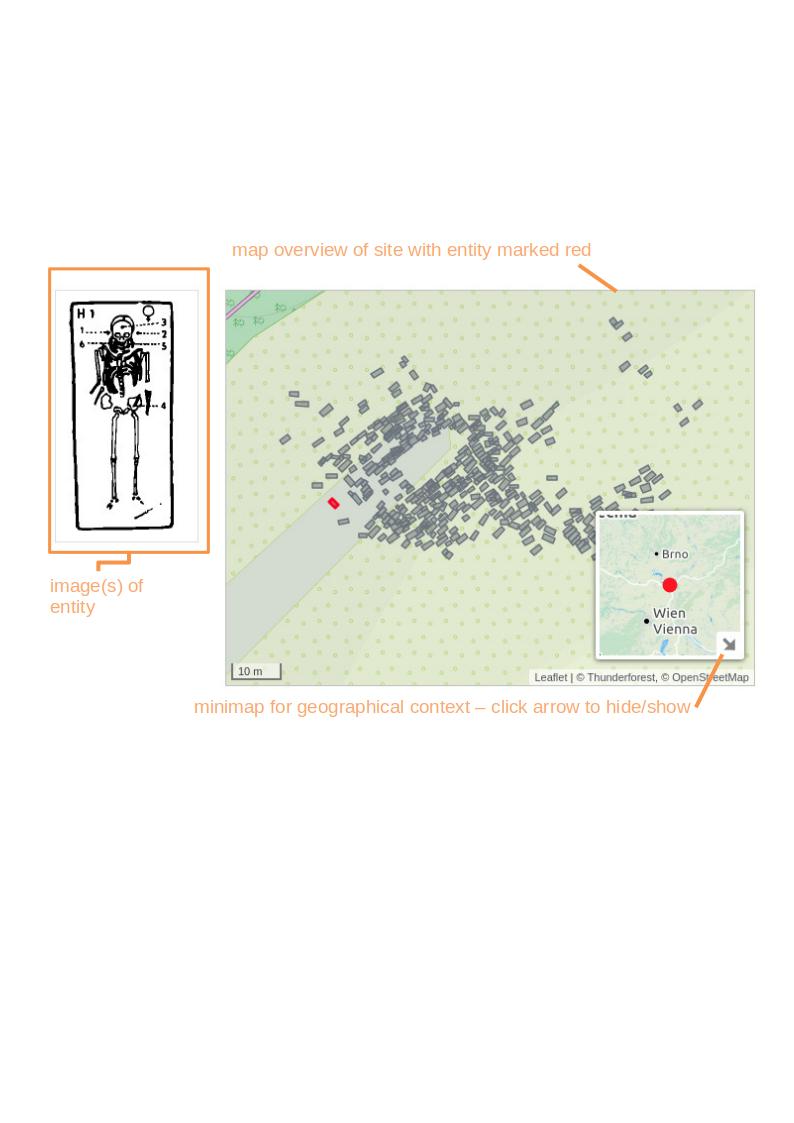 map overview of site with entity marked red
H 1
3
1
2
6
5
4
image(s) of
entity
Brno
Wien
Vienna
10 m
Leaflet | © Thunderforest, © OpenStreetMap
minimap for geographical context – click arrow to hide/show